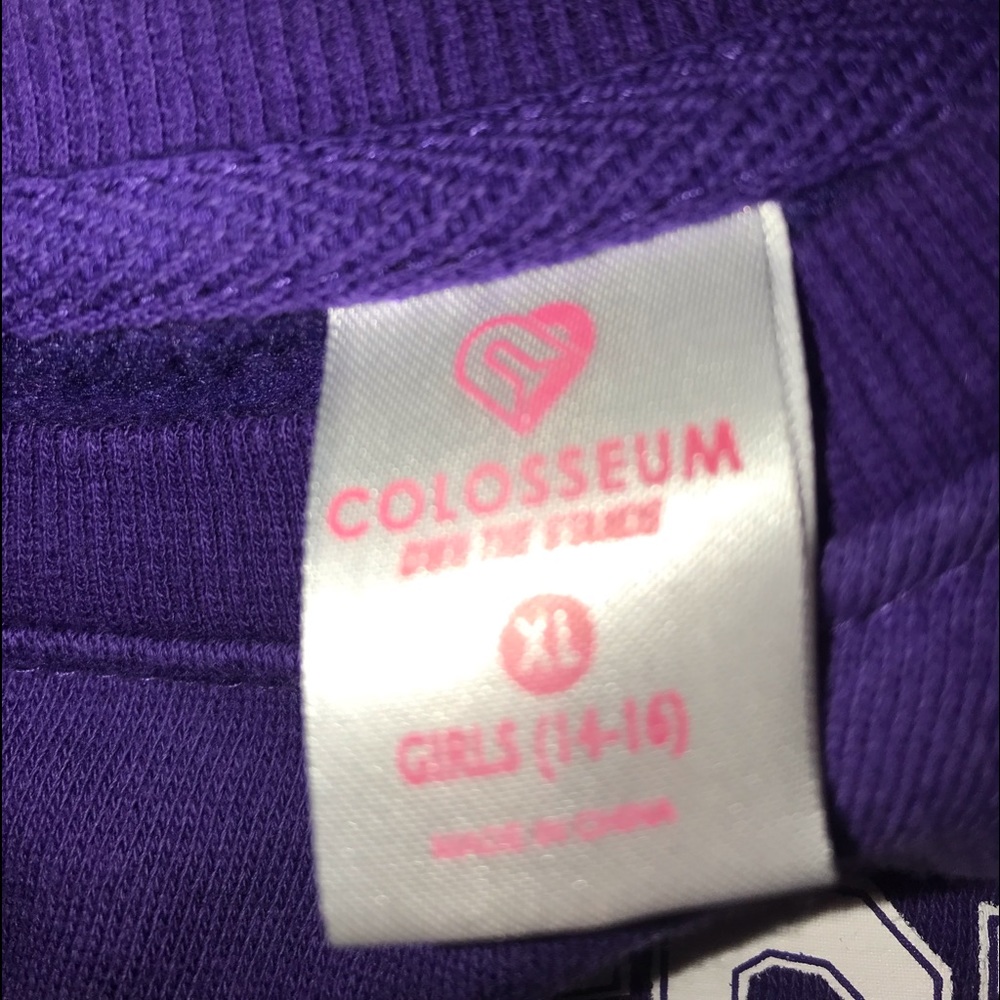 COLOSSEUM
XL
GIRLS (14-16)
MADE IN CHINA